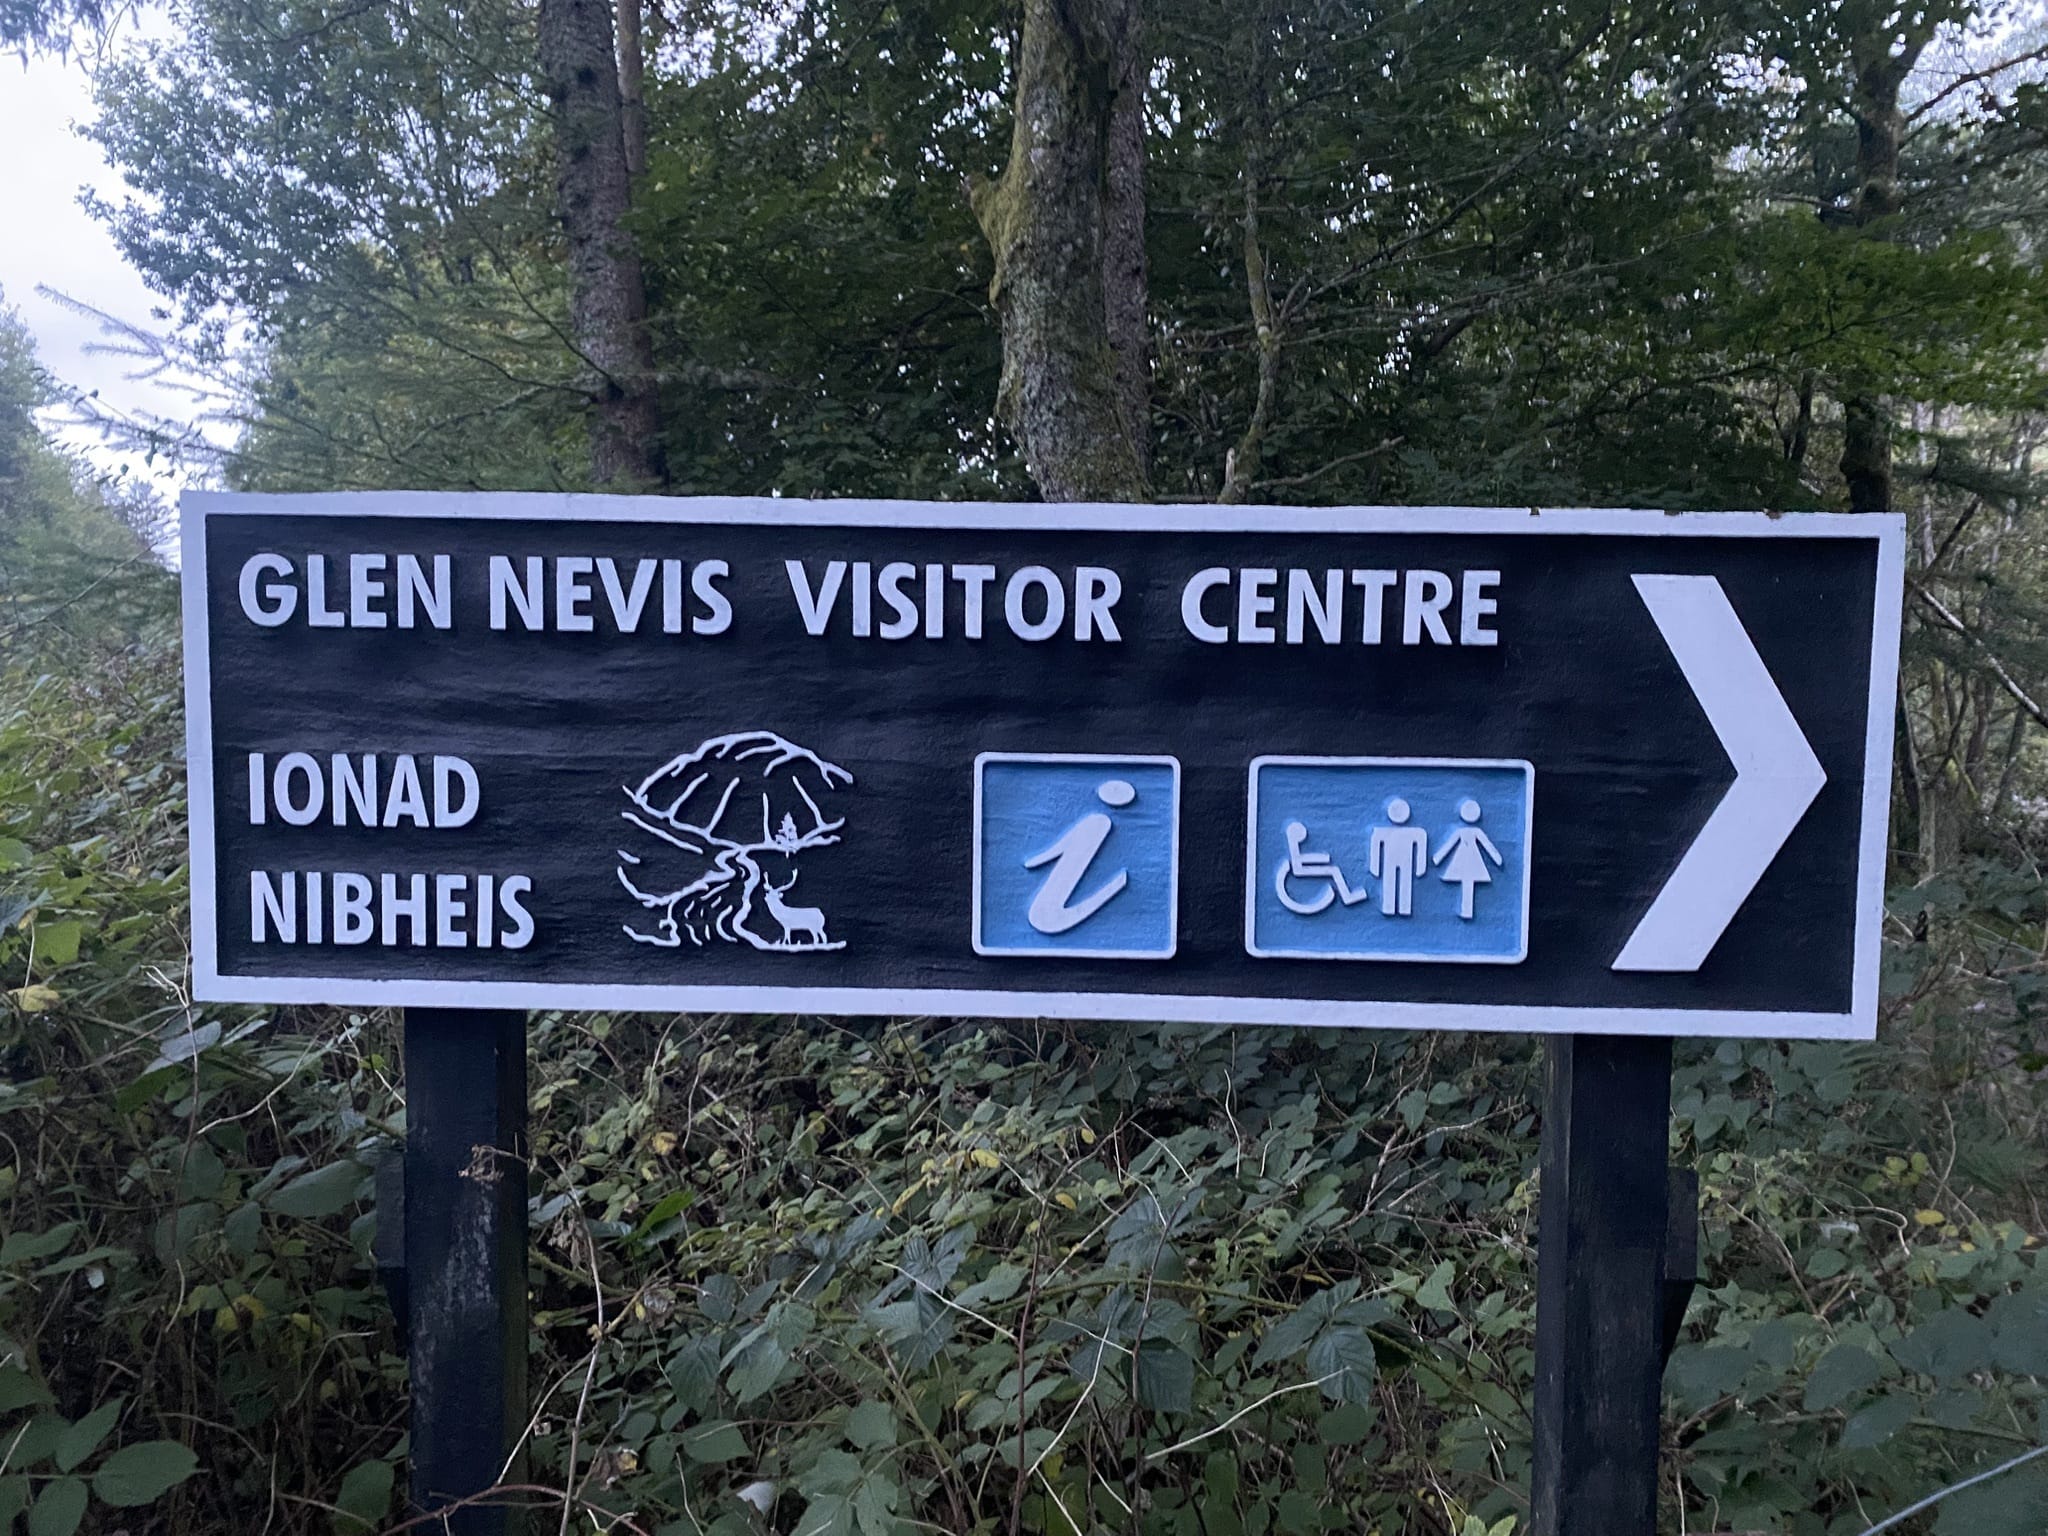 GLEN NEVIS VISITOR CENTRE
IONAD
NIBHEIS
i